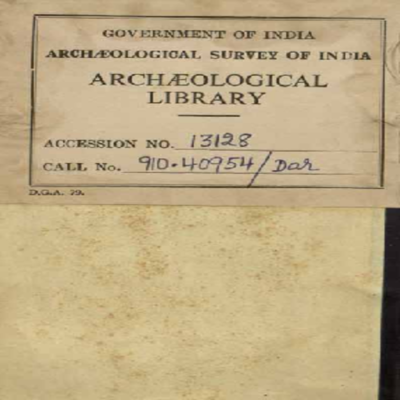 GOVERNMENT OF INDIA
ARCHÆOLOGICAL SURVEY OF INDIA
ARCHÆOLOGICAL
LIBRARY
ACCESSION NO. 13128
CALL No. 910.40954/Dar
D.G.A. 79.